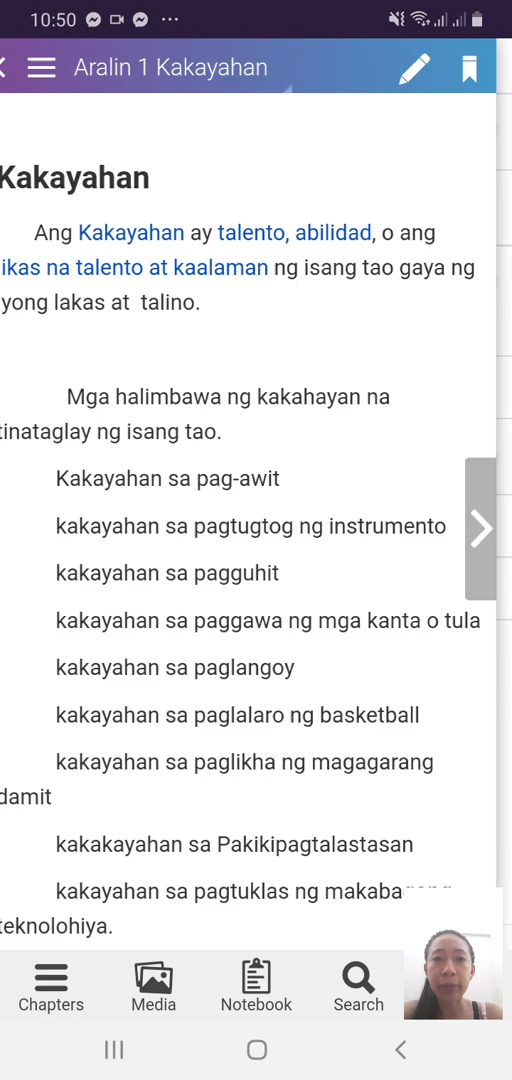 10:50
Aralin 1 Kakayahan
Kakayahan
Ang Kakayahan ay talento, abilidad, o ang
ikas na talento at kaalaman ng isang tao gaya ng
yong lakas at talino.
Mga halimbawa ng kakahayan na
tinataglay ng isang tao.
Kakayahan sa pag-awit
kakayahan sa pagtugtog ng instrumento
kakayahan sa pagguhit
kakayahan sa paggawa ng mga kanta o tula
kakayahan sa paglangoy
kakayahan sa paglalaro ng basketball
kakayahan sa paglikha ng magagarang
damit
kakakayahan sa Pakikipagtalastasan
kakayahan sa pagtuklas ng
teknolohiya.
Chapters Media Notebook Search